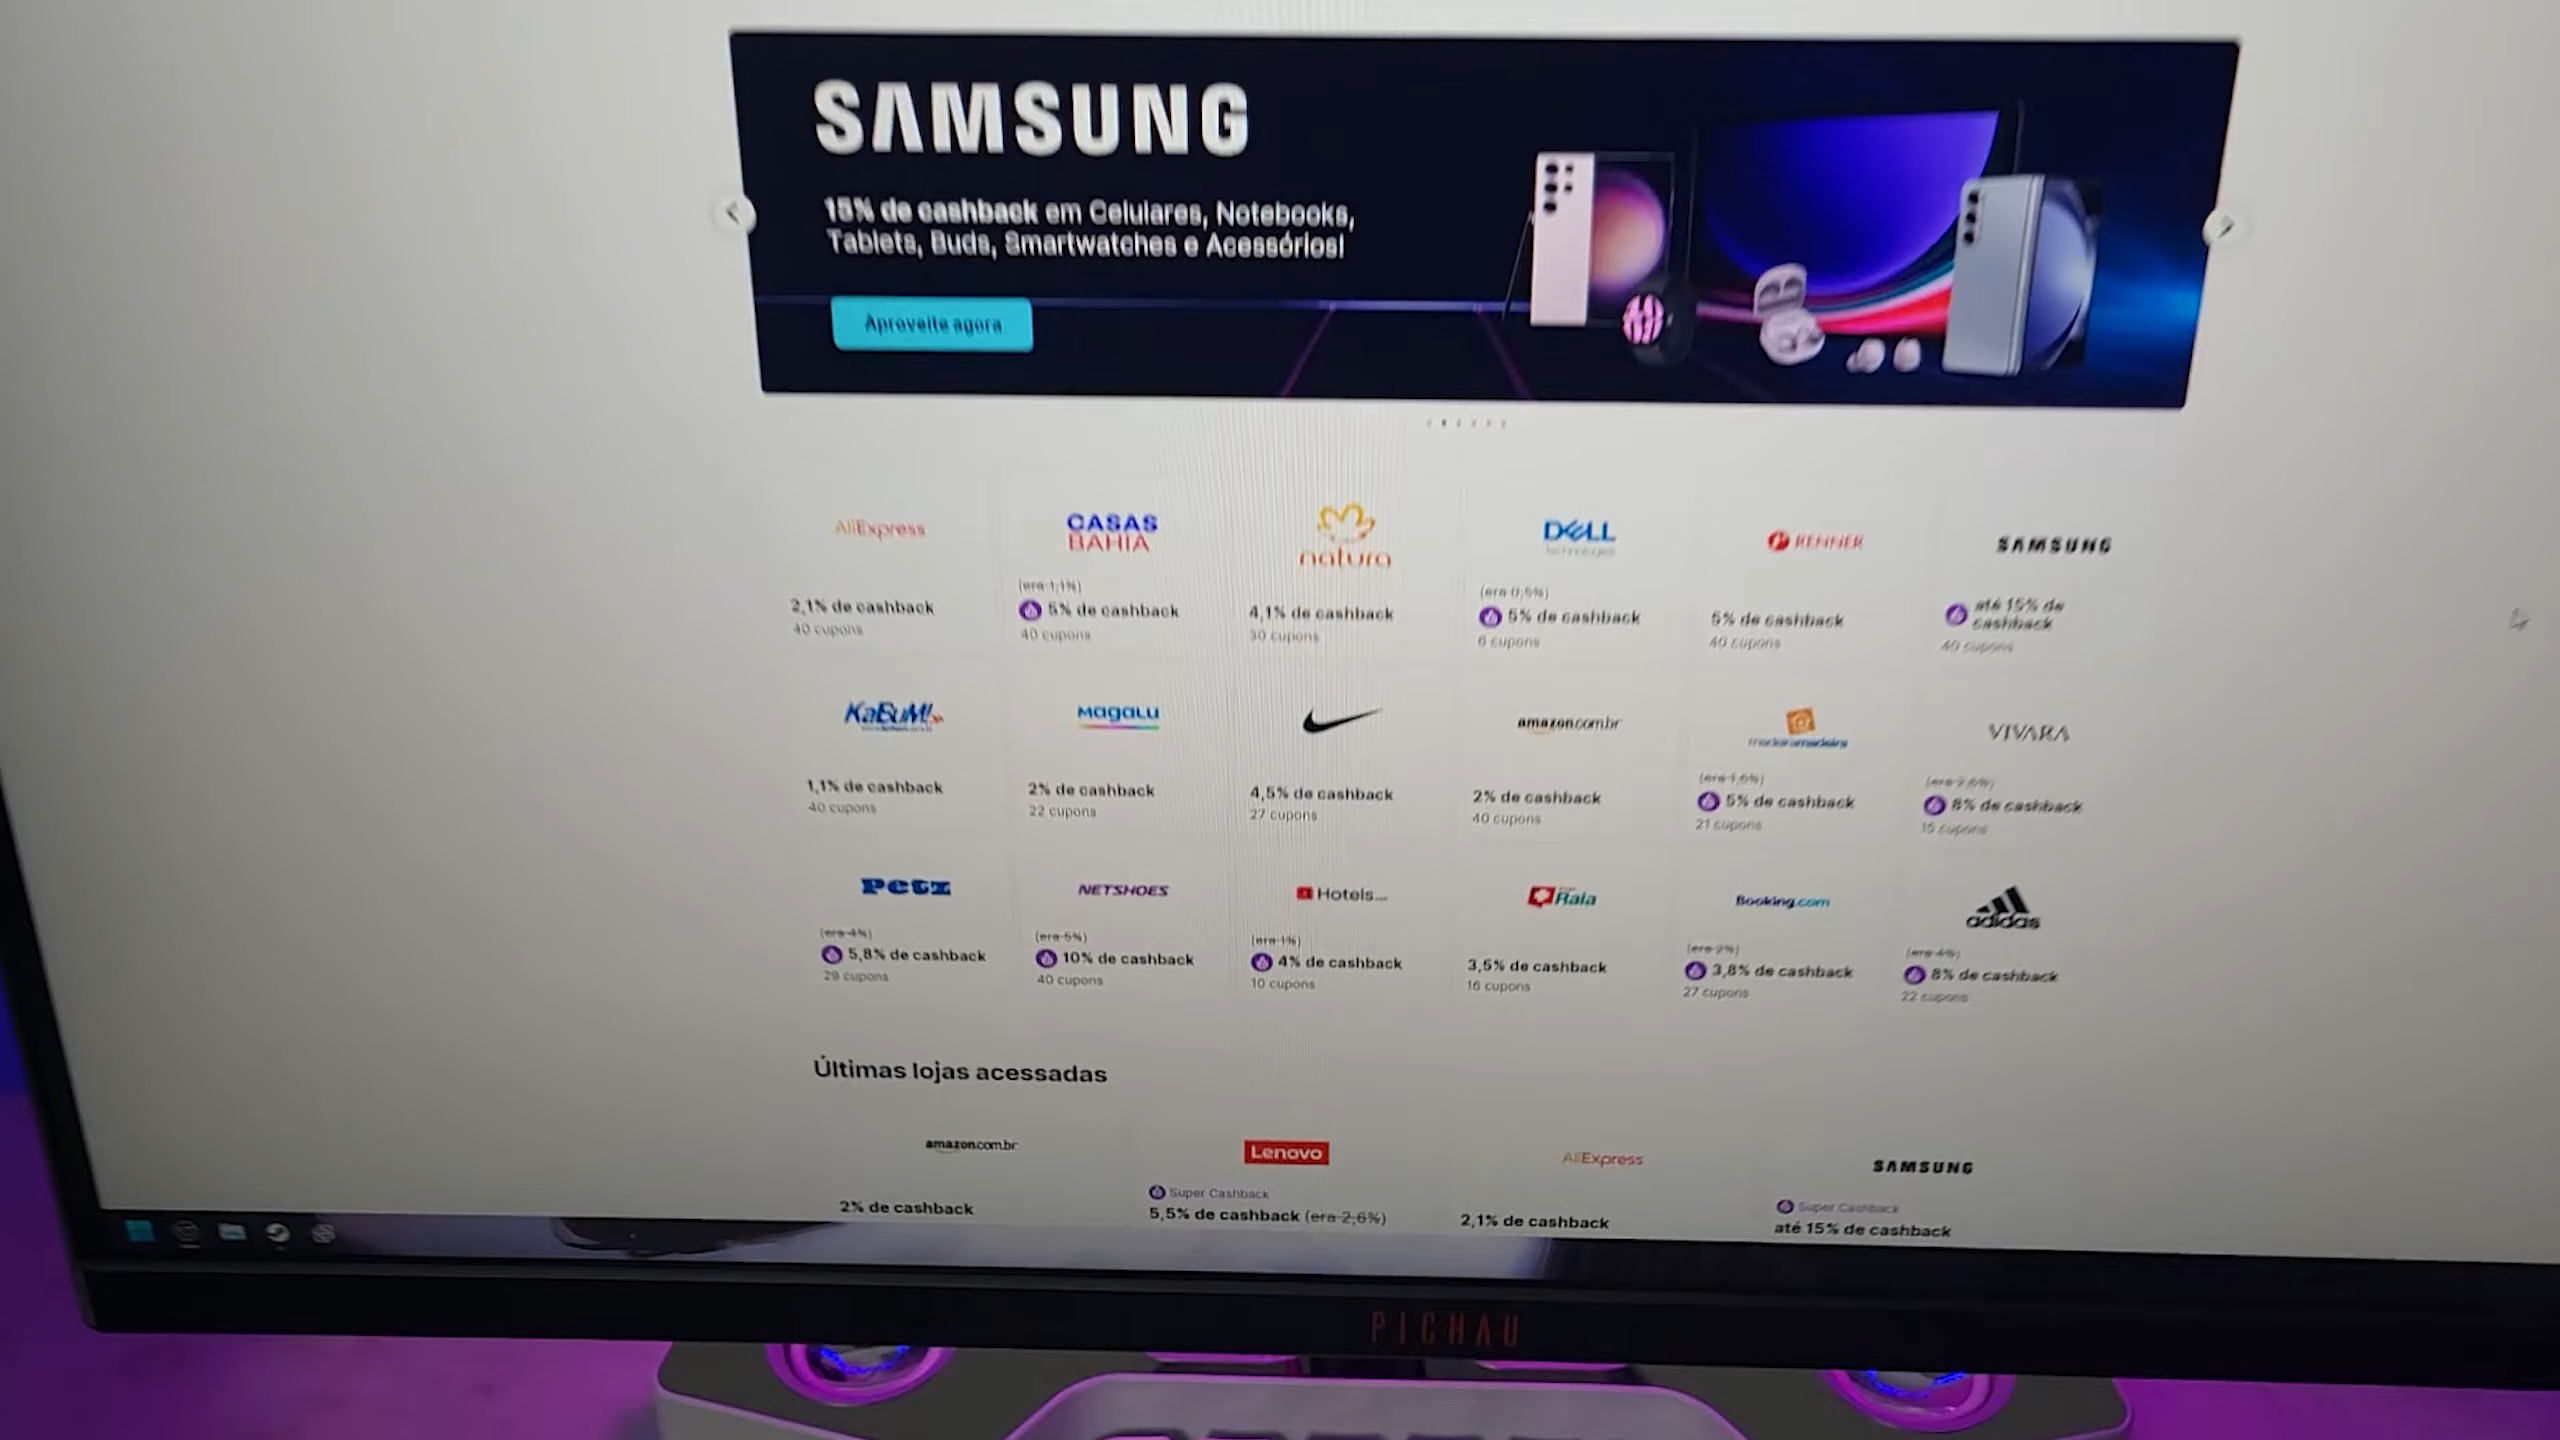 SAMSUNG
15% de cashback em Celulares, Notebooks,
Tablets, Buds, Smartwatches e Acessórios!
Aproveite agora
AliExpress
CASAS
BAHIA
natura
DELL
Technologies
RENNER
SAMSUNG
(era 1,1%)
(era 0,5%)
2,1% de cashback
5% de cashback
4,1% de cashback
5% de cashback
5% de cashback
até 15% de
cashback
40 cupons
40 cupons
30 cupons
6 cupons
40 cupons
40 cupons
KaBuM!
Magalu
amazon.com.br
madeiramadeira
VIVARA
1,1% de cashback
2% de cashback
4,5% de cashback
2% de cashback
5% de cashback
8% de cashback
40 cupons
22 cupons
27 cupons
40 cupons
21 cupons
15 cupons
Petz
NETSHOES
Hotels...
Raia
Booking.com
adidas
(era 4%)
(era 5%)
(era 1%)
(era 2%)
(era 4%)
5,8% de cashback
10% de cashback
4% de cashback
3,5% de cashback
3,8% de cashback
8% de cashback
29 cupons
40 cupons
10 cupons
16 cupons
27 cupons
22 cupons
Últimas lojas acessadas
amazon.com.br
Lenovo
AliExpress
SAMSUNG
Super Cashback
Super Cashback
2% de cashback
5,5% de cashback (era 2,6%)
2,1% de cashback
até 15% de cashback
PICHAU